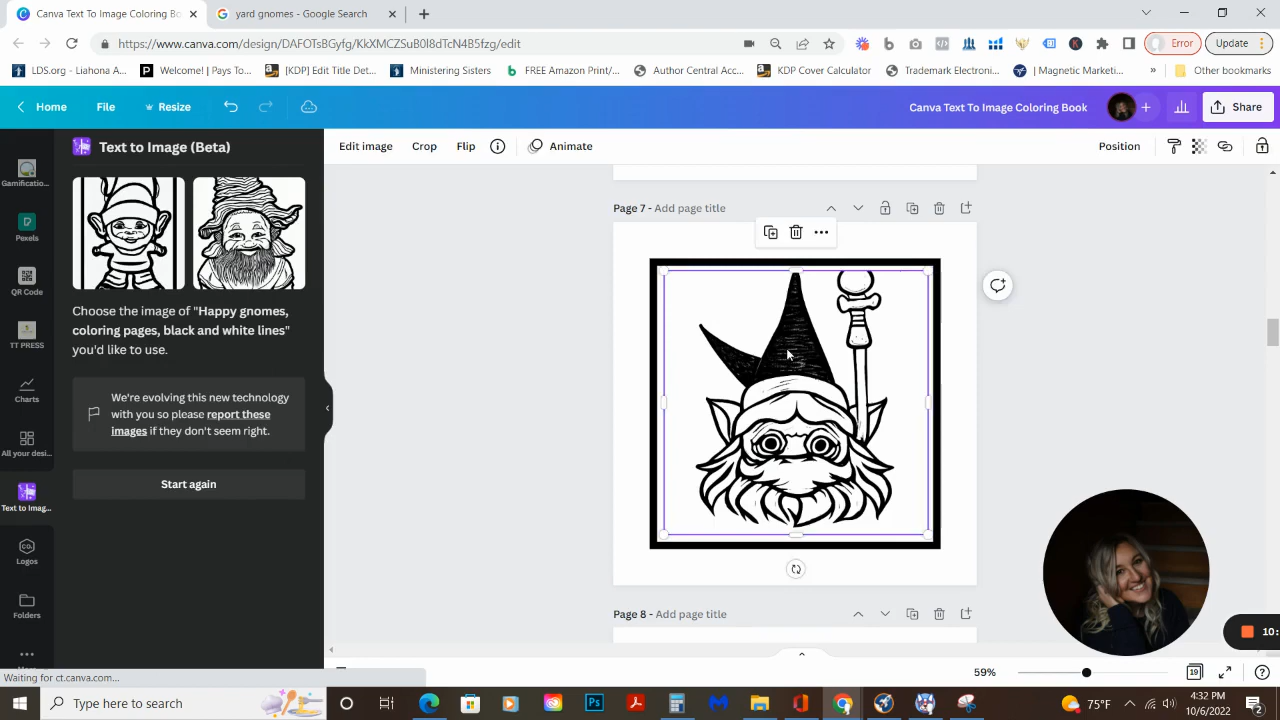 Canva Text To Image Coloring Bo
yard gnomes - Google Search
https://www.canva.com/design/DAFOTsBGyfg/KkXMCZSuB0I8dTcN4B5fzg/edit
Error
Update
LDS.org - Liahona A...
Welcome! | Pays To...
[KDP] Edit Title Det...
Ministering Sisters
FREE Amazon Print/...
Author Central Acc...
KDP Cover Calculator
Trademark Electroni...
| Magnetic Marketi...
»
Other bookmarks
Home
File
Resize
Canva Text To Image Coloring Book
Share
Text to Image (Beta)
Edit image
Crop
Flip
Animate
Position
Gamificatio...
Pexels
QR Code
TT PRESS
Charts
All your desi...
Text to Imag...
Logos
Folders
Choose the image of "Happy gnomes,
coloring pages, black and white lines"
you'd like to use.
We're evolving this new technology
with you so please report these
images if they don't seem right.
Start again
Page 7 - Add page title
Page 8 - Add page title
Waiting for ct.canva.com...
59%
19
10:
Type here to search
75°F
4:32 PM
10/6/2022
2